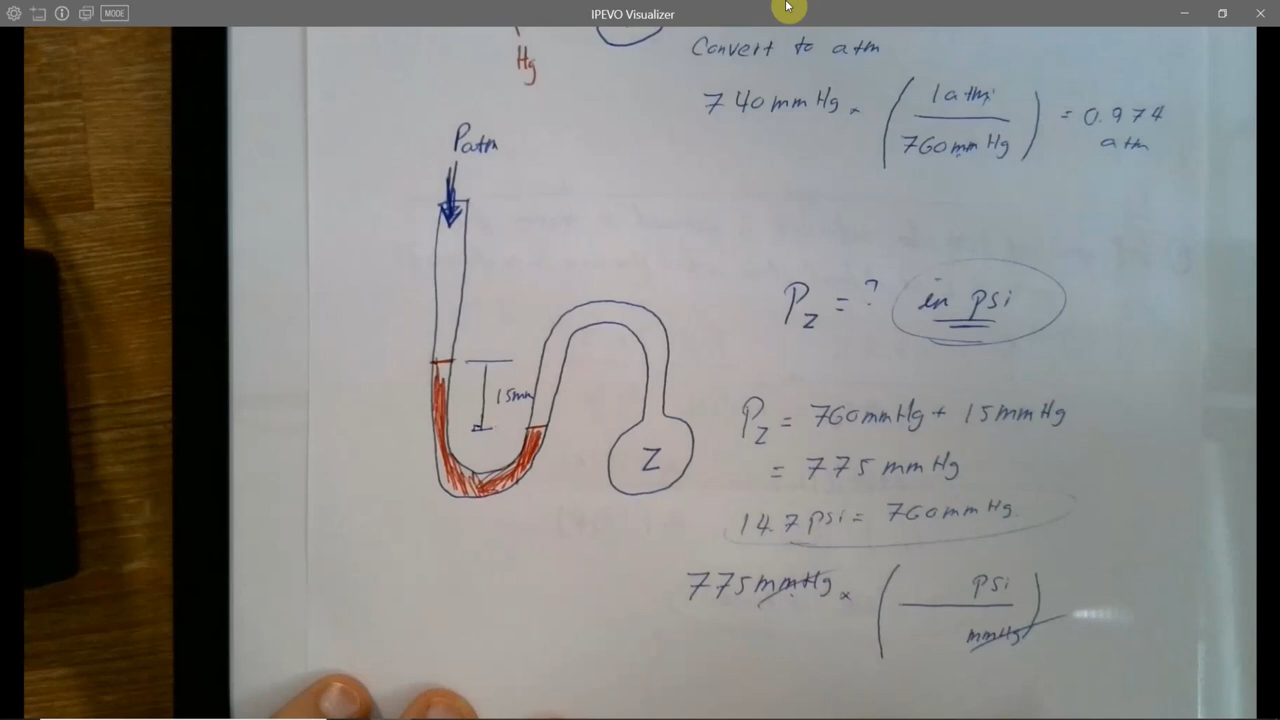 MODE
IPEVO Visualizer
Hg
Convert to atm
740 mmHg x (1 atm / 760 mmHg) = 0.974 atm
Patm
15mm
Z
Pz = ? in psi
Pz = 760 mmHg + 15 mmHg
= 775 mmHg
14.7 psi = 760 mmHg
775 mmHg x ( psi / mmHg )